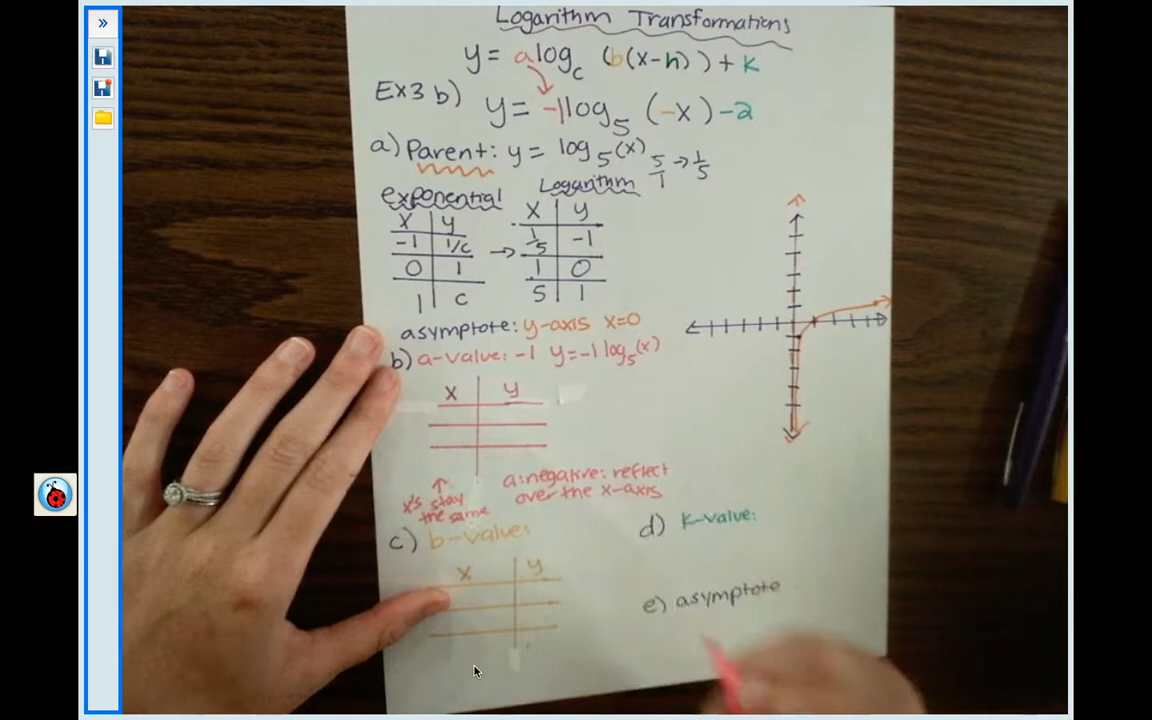 Logarithm Transformations
y = a log c (b(x-h)) + k
Ex3 b) y = -1 log 5 (-x) -2
a) Parent: y = log 5 (x)
5/1 → 1/5
exponential
x y
-1 1/c
0 1
1 c
→
Logarithm
x y
1/5 -1
1 0
5 1
asymptote: y-axis x=0
b) a-value: -1 y=-1 log 5 (x)
x y
↑
x's stay
the same
a:negative: reflect
over the x-axis
c) b-value:
x y
d) k-value:
e) asymptote
»